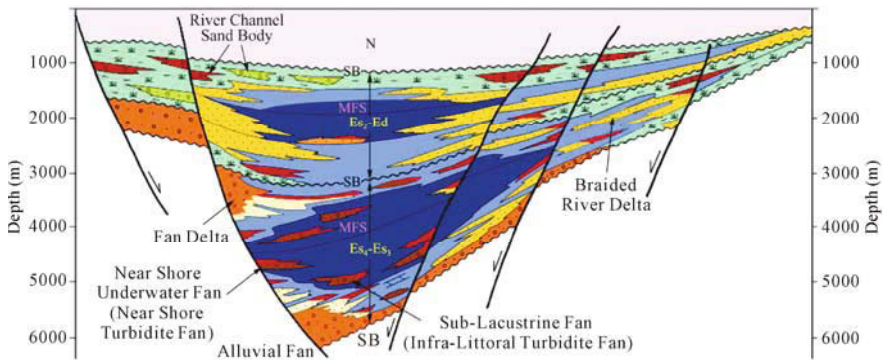 River Channel
Sand Body
N
SB
MFS
Es₂-Ed
SB
MFS
Es₄-Es₃
SB
Depth (m)
1000
2000
3000
4000
5000
6000
Fan Delta
Near Shore
Underwater Fan
(Near Shore
Turbidite Fan)
Alluvial Fan
Braided
River Delta
Sub-Lacustrine Fan
(Infra-Littoral Turbidite Fan)
1000
2000
3000
4000
5000
6000
Depth (m)